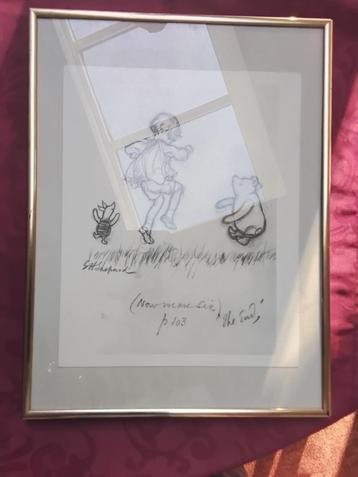 EHShepard
(Now we are Six)
p 103 "The End"